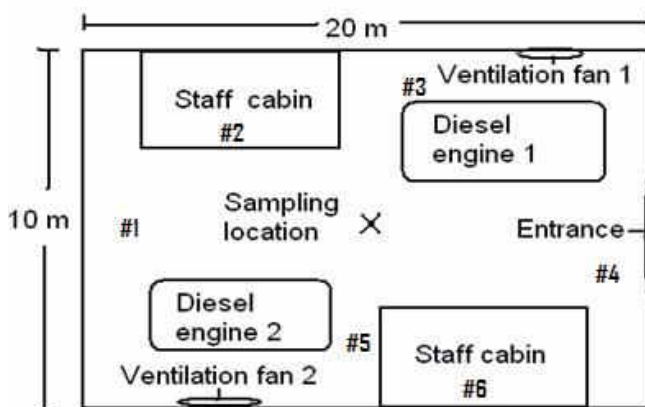 20 m
Ventilation fan 1
#3
Staff cabin
#2
Diesel
engine 1
10 m
#1
Sampling
location
Entrance
#4
Diesel
engine 2
#5
Staff cabin
#6
Ventilation fan 2